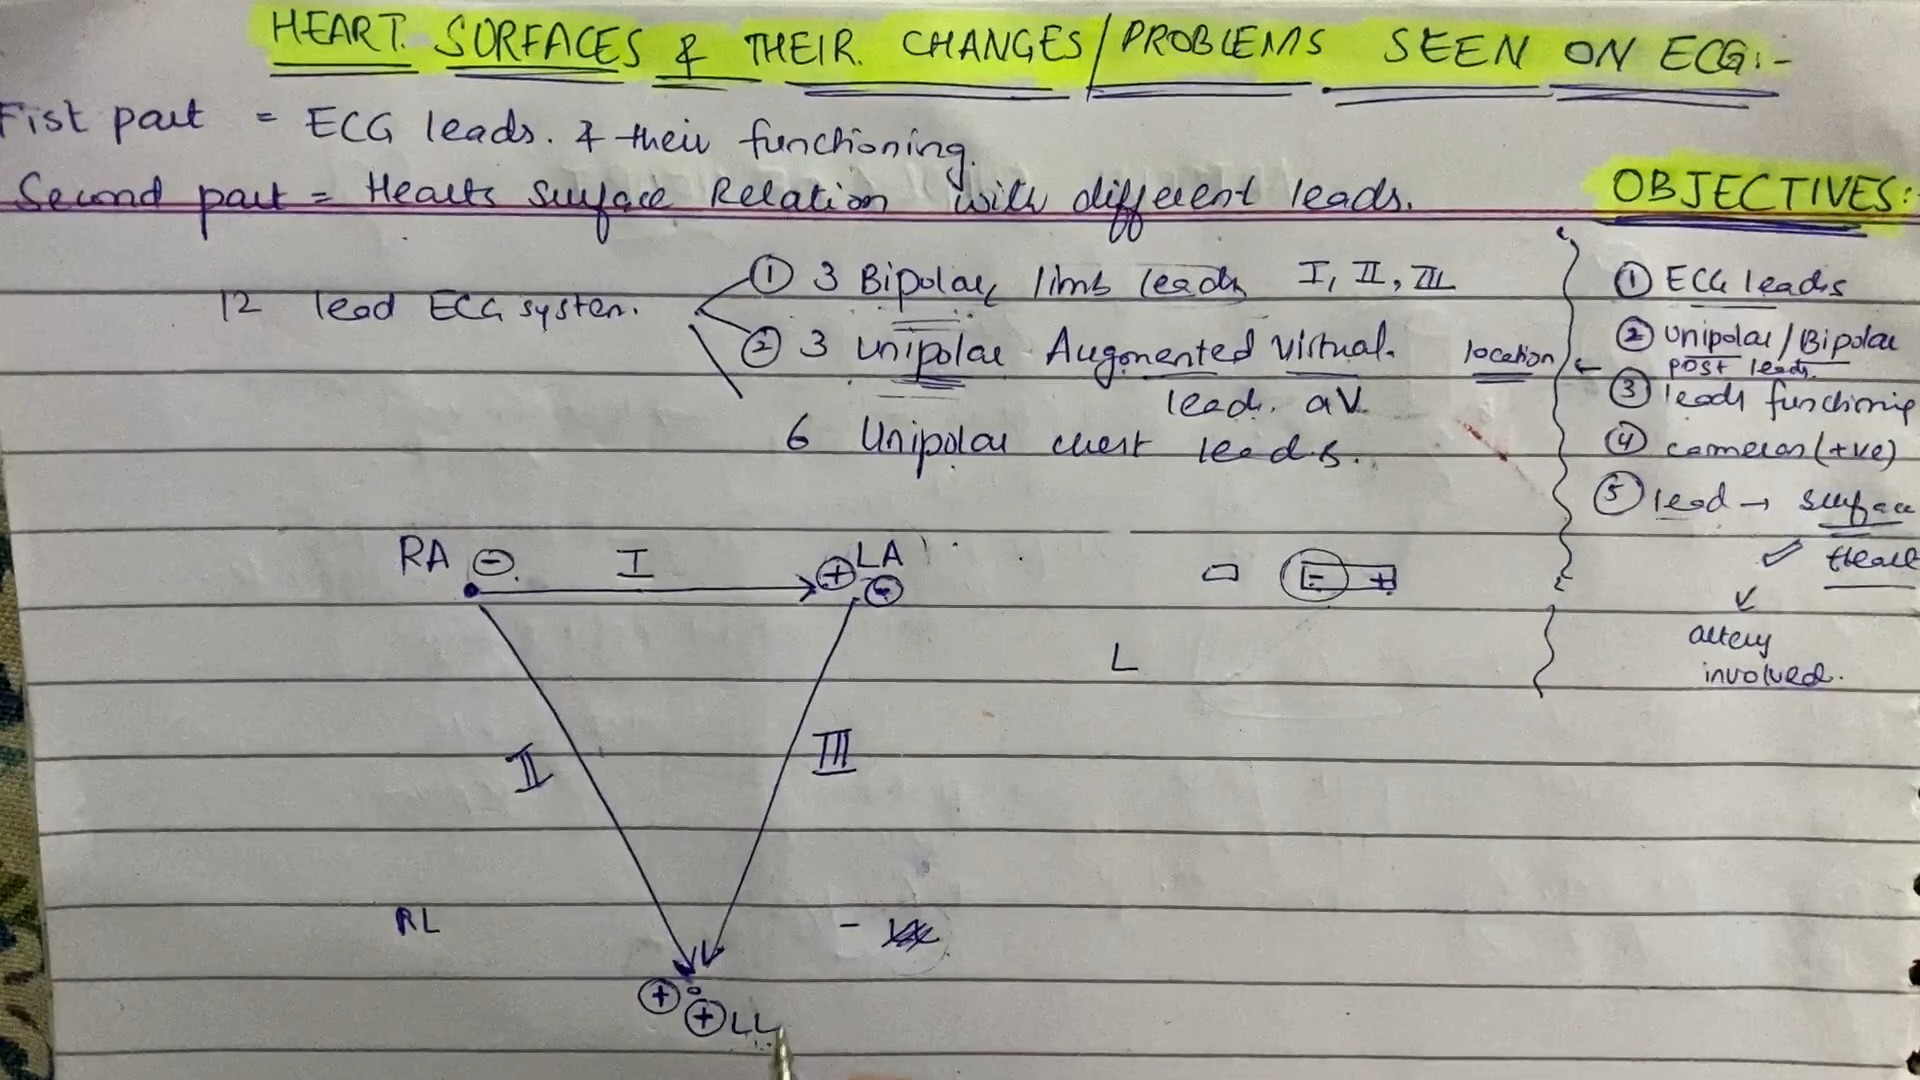 HEART SURFACES & THEIR CHANGES/PROBLEMS SEEN ON ECG:-
Fist part = ECG leads. & their functioning.
Second part = Hearts Surface Relation with different leads.
OBJECTIVES:-
12 lead ECG system.
① 3 Bipolar limb leads I, II, III
② 3 unipolar Augmented virtual.
lead. aV.
6 Unipolar chest leads.
location ←
① ECG leads
② Unipolar/Bipolar
post leads.
③ leads functioning
④ cameras (+ve)
⑤ lead → surface
Heart
artery
involved.
RA ⊖ I ⊕ LA
⊖
- +
L
II III
RL -
⊕ ⊕ LL